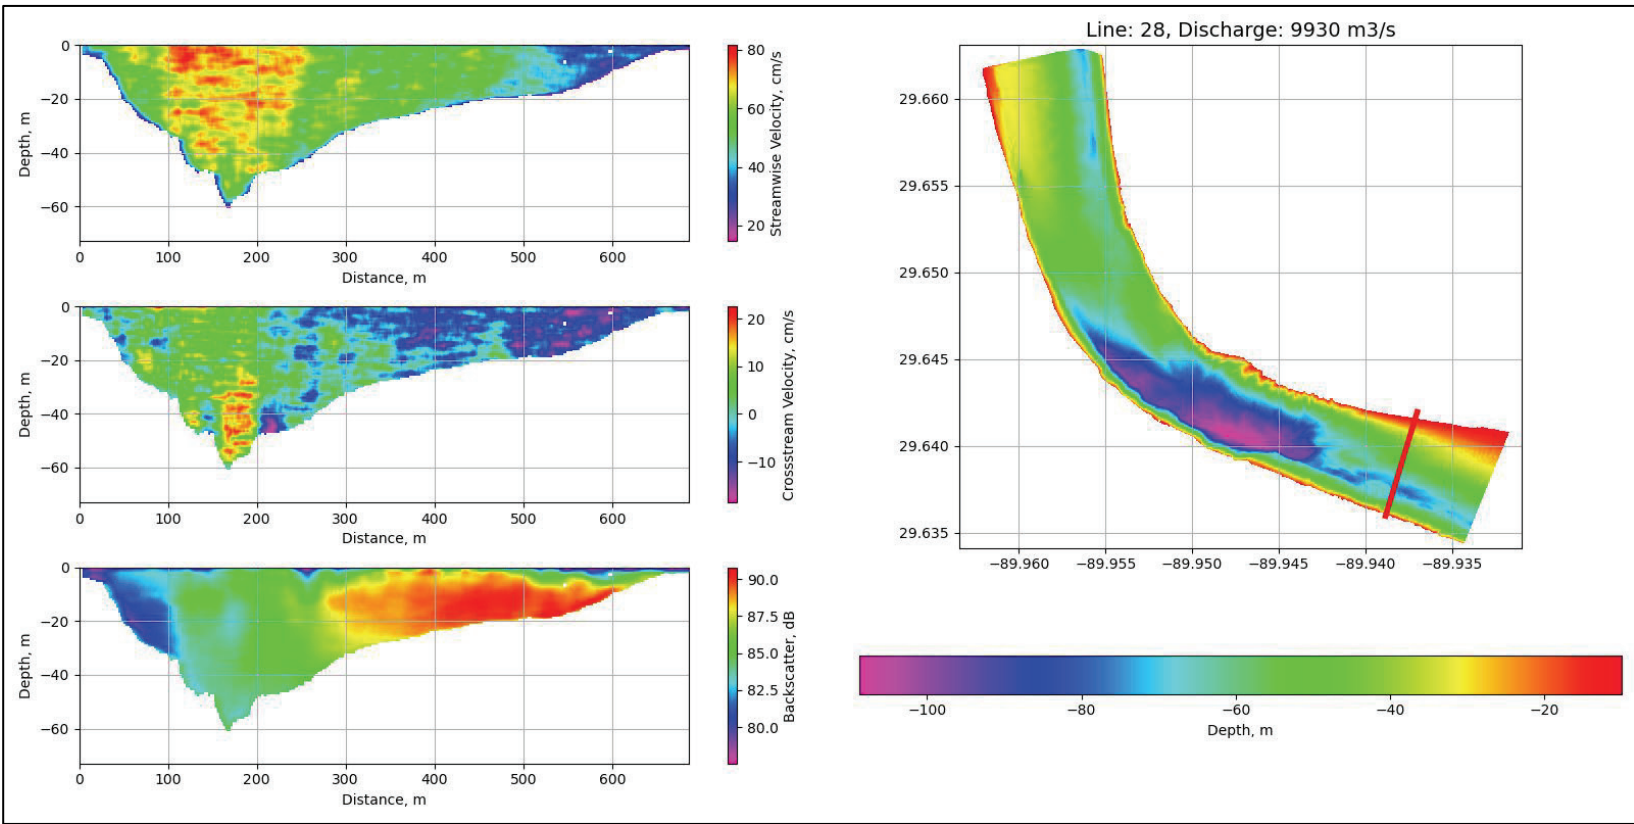 Line: 28, Discharge: 9930 m3/s
0
−20
−40
−60
Depth, m
0 100 200 300 400 500 600
Distance, m
80
60
40
20
Streamwise Velocity, cm/s
0
−20
−40
−60
Depth, m
0 100 200 300 400 500 600
Distance, m
20
10
0
−10
Crossstream Velocity, cm/s
0
−20
−40
−60
Depth, m
0 100 200 300 400 500 600
Distance, m
90.0
87.5
85.0
82.5
80.0
Backscatter, dB
29.660
29.655
29.650
29.645
29.640
29.635
−89.960 −89.955 −89.950 −89.945 −89.940 −89.935
−100 −80 −60 −40 −20
Depth, m